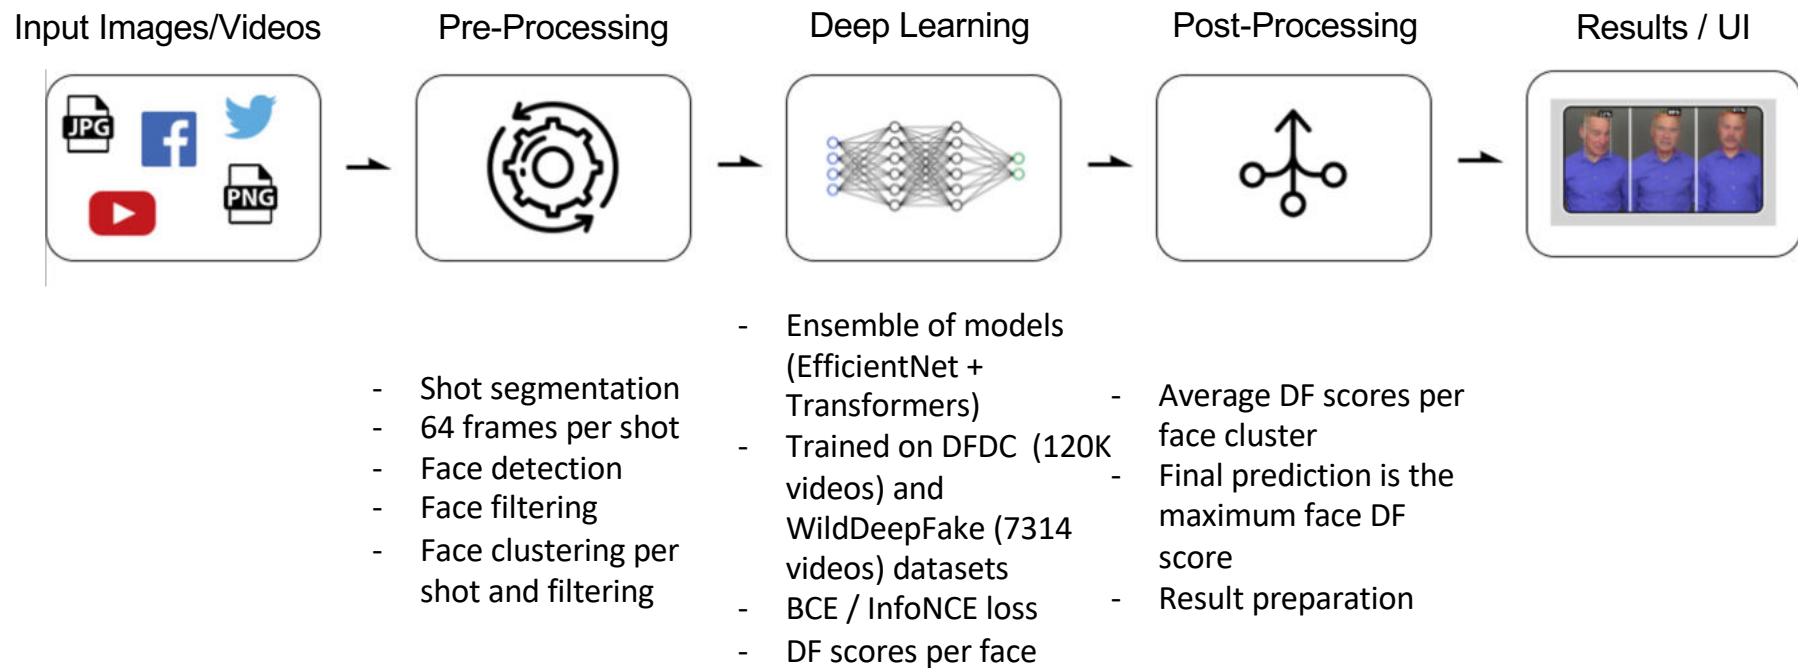 Input Images/Videos
Pre-Processing
Deep Learning
Post-Processing
Results / UI
JPG
PNG
- Shot segmentation
- 64 frames per shot
- Face detection
- Face filtering
- Face clustering per
shot and filtering
- Ensemble of models
(EfficientNet +
Transformers)
- Trained on DFDC (120K
videos) and
WildDeepFake (7314
videos) datasets
- BCE / InfoNCE loss
- DF scores per face
- Average DF scores per
face cluster
- Final prediction is the
maximum face DF
score
- Result preparation